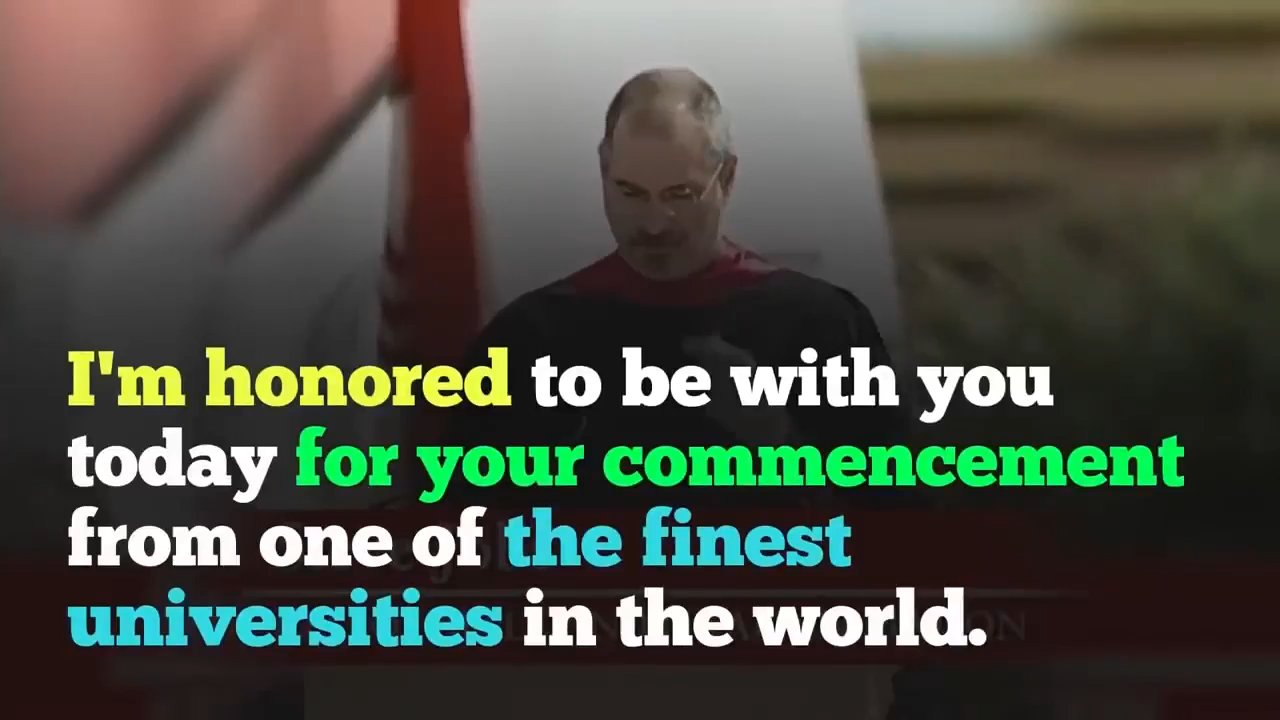 I'm honored to be with you
today for your commencement
from one of the finest
universities in the world.